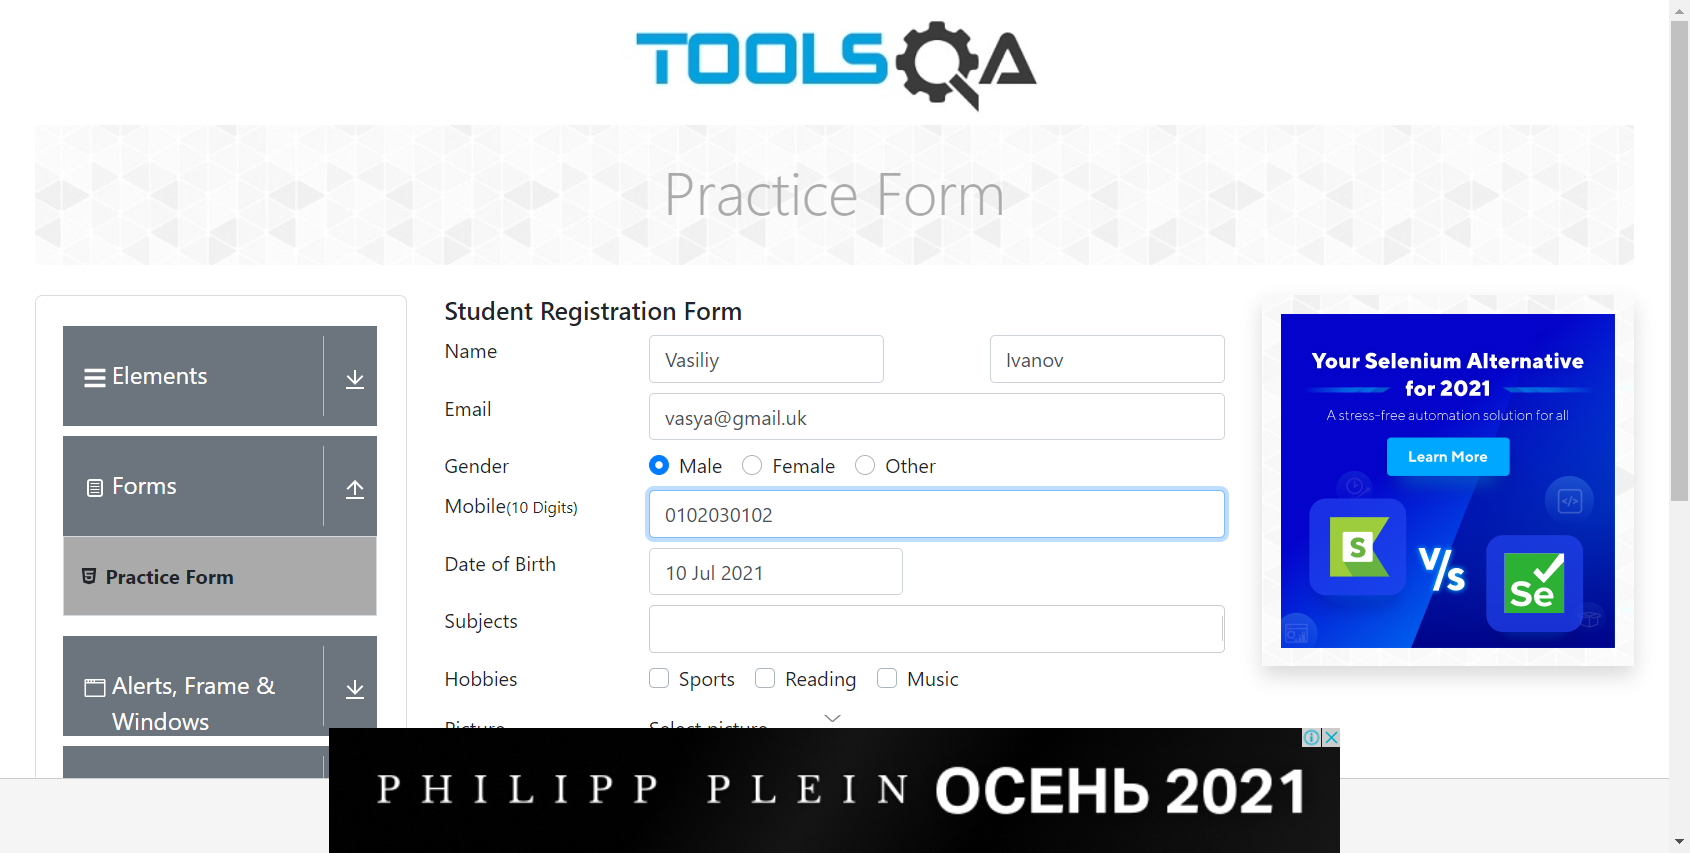 TOOLSQA
Practice Form
Elements
Forms
Practice Form
Alerts, Frame &
Windows
Student Registration Form
Name
Vasiliy
Ivanov
Email
vasya@gmail.uk
Gender
Male
Female
Other
Mobile(10 Digits)
0102030102
Date of Birth
10 Jul 2021
Subjects
Hobbies
Sports
Reading
Music
Picture
Select picture
Your Selenium Alternative
for 2021
A stress-free automation solution for all
Learn More
S
V/s
Se
PHILIPP PLEIN ОСЕНЬ 2021